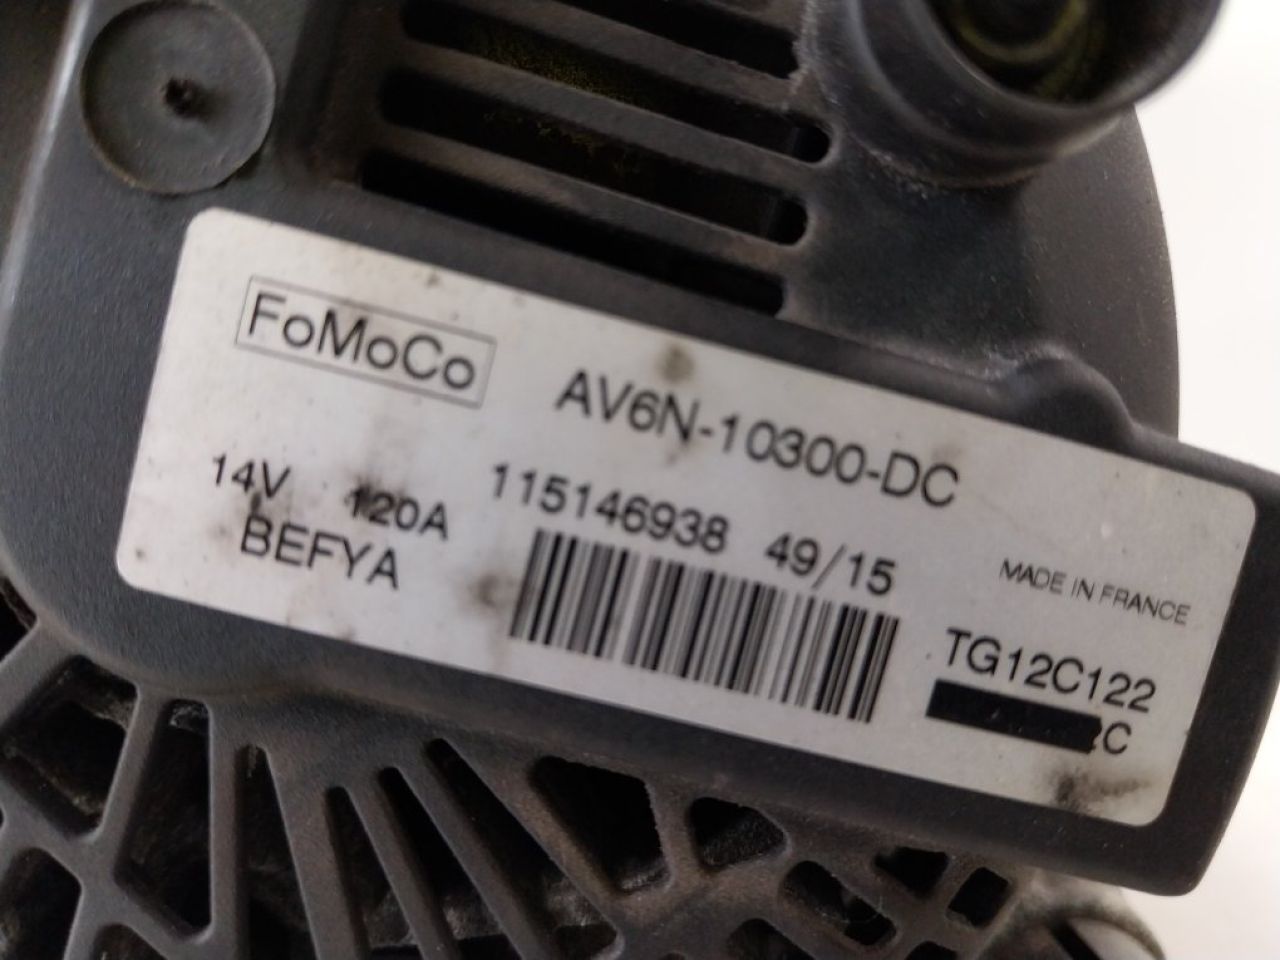 FoMoCo
AV6N-10300-DC
14V 120A
115146938 49/15
BEFYA
MADE IN FRANCE
TG12C122
C